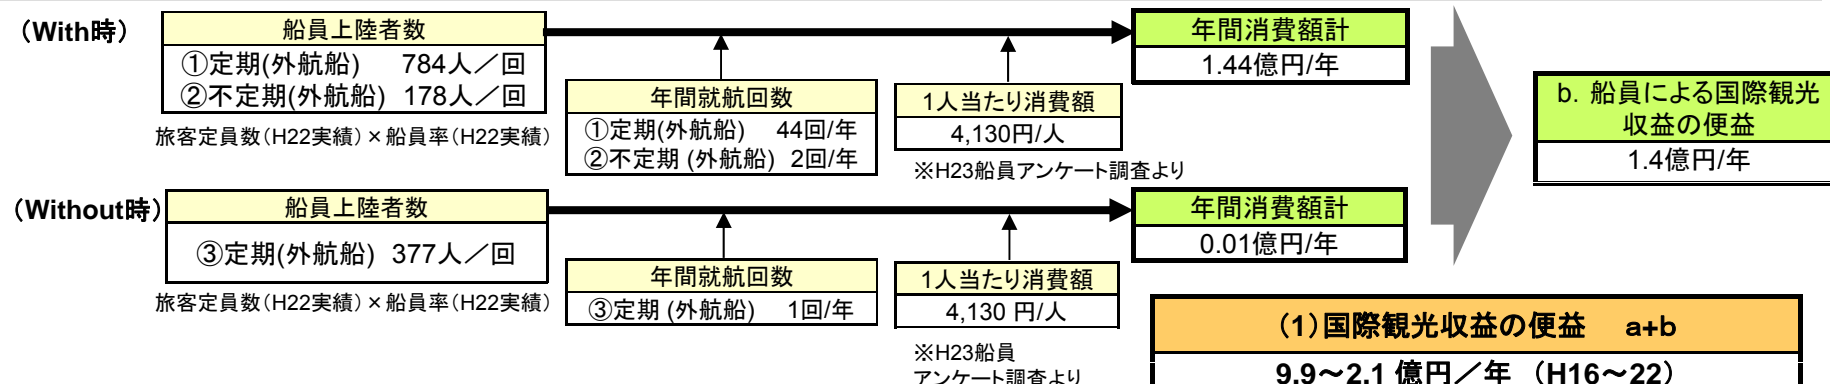 （With時）
船員上陸者数
①定期(外航船) 784人／回
②不定期(外航船) 178人／回
旅客定員数（H22実績）×船員率（H22実績）
年間就航回数
①定期(外航船) 44回/年
②不定期 (外航船) 2回/年
1人当たり消費額
4,130円/人
※H23船員アンケート調査より
年間消費額計
1.44億円/年
b. 船員による国際観光
収益の便益
1.4億円/年
（Without時）
船員上陸者数
③定期(外航船) 377人／回
旅客定員数（H22実績）×船員率（H22実績）
年間就航回数
③定期 (外航船) 1回/年
1人当たり消費額
4,130 円/人
※H23船員
アンケート調査より
年間消費額計
0.01億円/年
（1）国際観光収益の便益 a+b
9.9～2.1 億円／年 （H16～22）